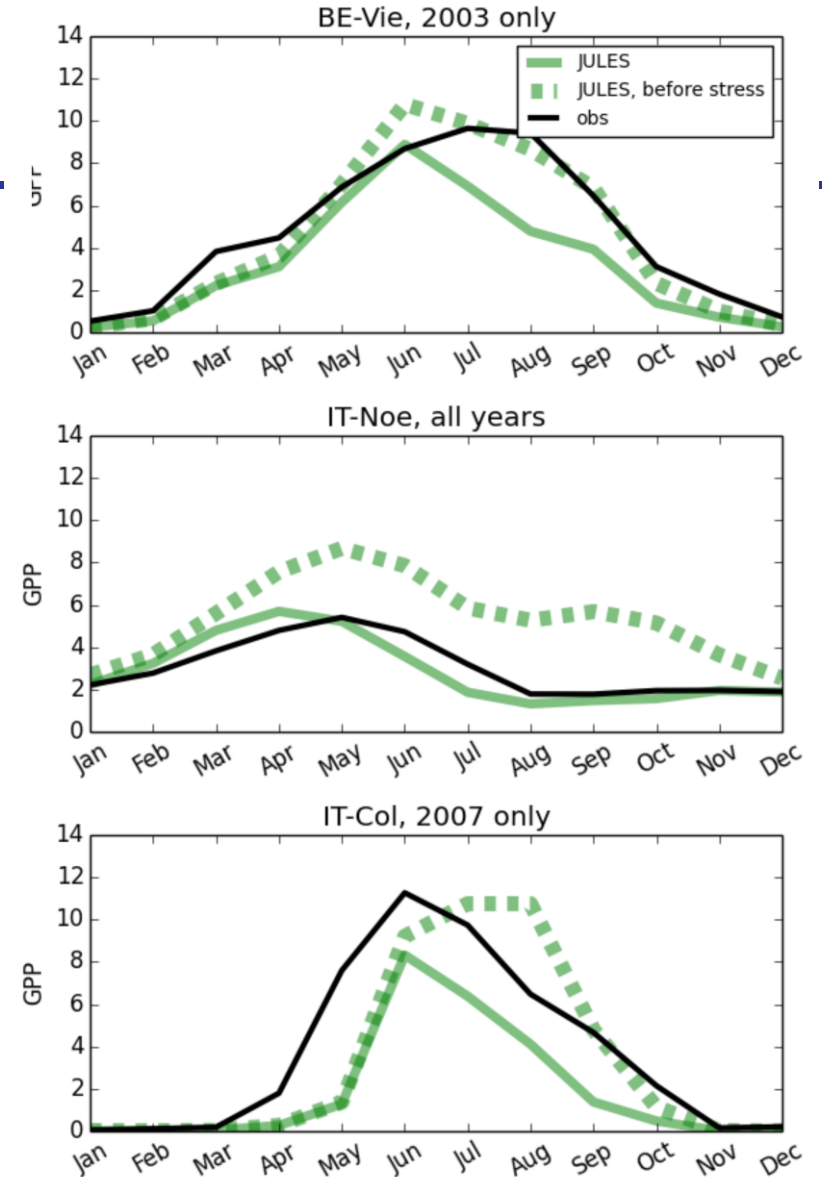 BE-Vie, 2003 only
14
12
10
8
6
4
2
0
JULES
JULES, before stress
obs
Jan Feb Mar Apr May Jun Jul Aug Sep Oct Nov Dec
IT-Noe, all years
GPP
14
12
10
8
6
4
2
0
Jan Feb Mar Apr May Jun Jul Aug Sep Oct Nov Dec
IT-Col, 2007 only
GPP
14
12
10
8
6
4
2
0
Jan Feb Mar Apr May Jun Jul Aug Sep Oct Nov Dec